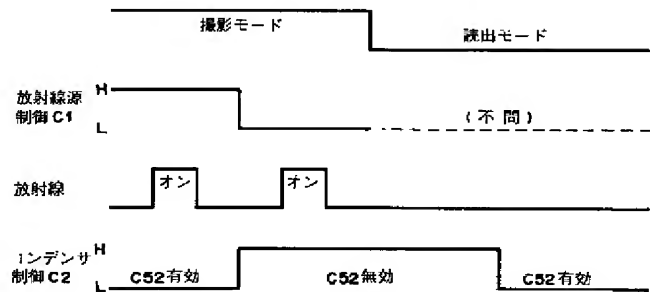 撮影モード
読出モード
放射線源
制御C1
H
L
(不問)
放射線
オン
オン
コンデンサ
制御C2
H
L
C52有効
C52無効
C52有効